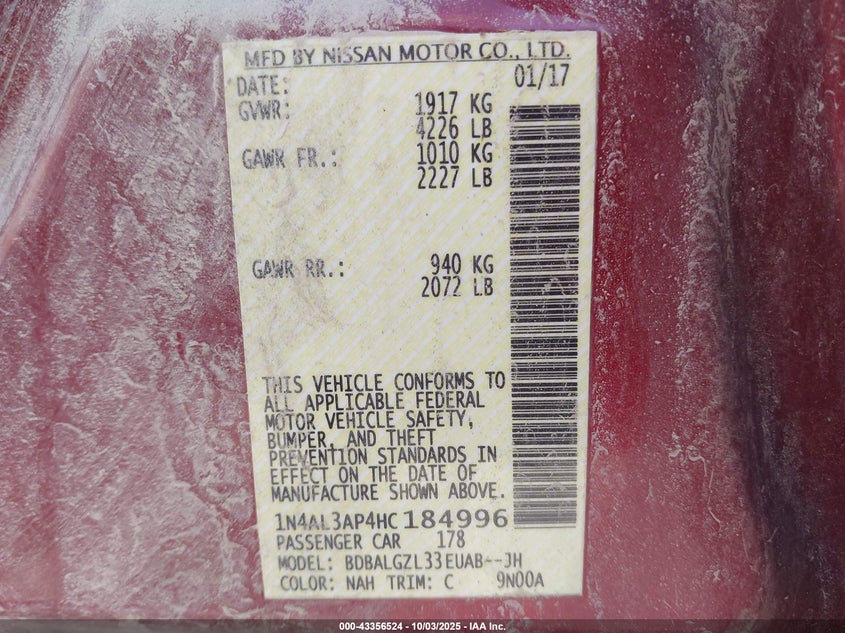 MFD BY NISSAN MOTOR CO., LTD.
DATE: 01/17
GVWR: 1917 KG
4226 LB
GAWR FR.: 1010 KG
2227 LB
GAWR RR.: 940 KG
2072 LB
THIS VEHICLE CONFORMS TO
ALL APPLICABLE FEDERAL
MOTOR VEHICLE SAFETY,
BUMPER, AND THEFT
PREVENTION STANDARDS IN
EFFECT ON THE DATE OF
MANUFACTURE SHOWN ABOVE.
1N4AL3AP4HC184996
PASSENGER CAR 178
MODEL: BDBALGZL33EUAB--JH
COLOR: NAH TRIM: C 9N00A
000-43356524 - 10/03/2025 - IAA Inc.